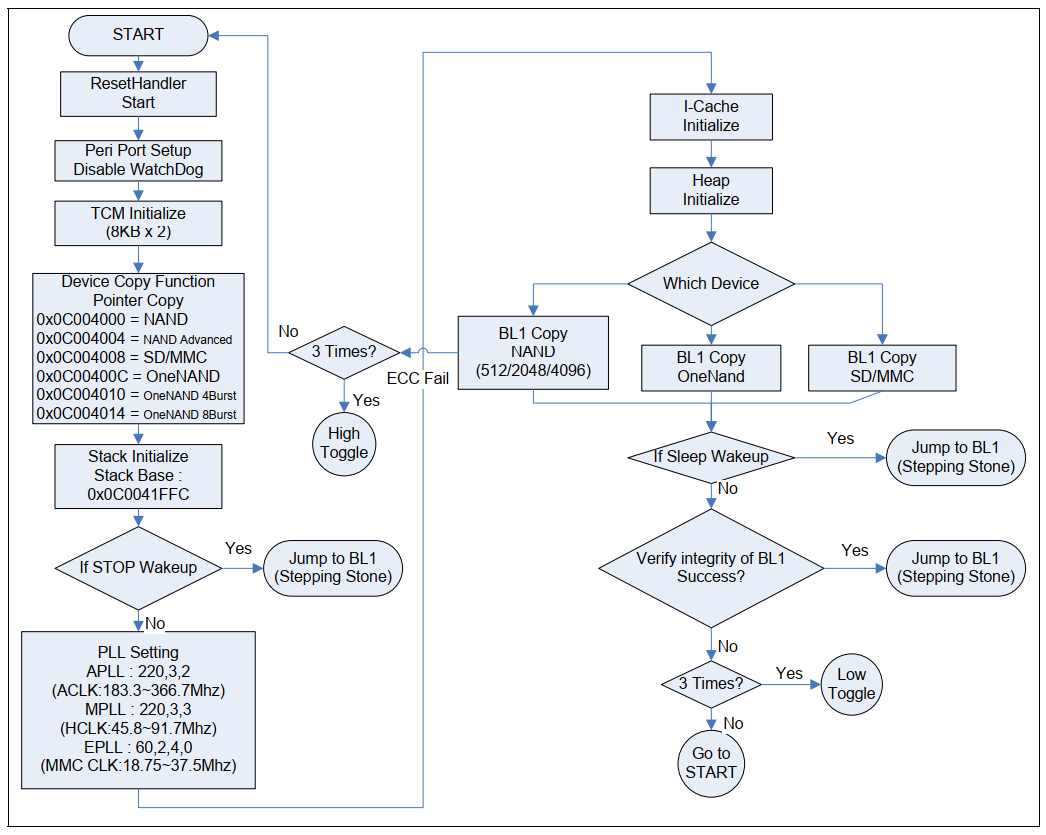 START
ResetHandler
Start
Peri Port Setup
Disable WatchDog
TCM Initialize
(8KB x 2)
Device Copy Function
Pointer Copy
0x0C004000 = NAND
0x0C004004 = NAND Advanced
0x0C004008 = SD/MMC
0x0C00400C = OneNAND
0x0C004010 = OneNAND 4Burst
0x0C004014 = OneNAND 8Burst
Stack Initialize
Stack Base :
0x0C0041FFC
If STOP Wakeup
Yes
Jump to BL1
(Stepping Stone)
No
PLL Setting
APLL : 220,3,2
(ACLK:183.3~366.7Mhz)
MPLL : 220,3,3
(HCLK:45.8~91.7Mhz)
EPLL : 60,2,4,0
(MMC CLK:18.75~37.5Mhz)
No
3 Times?
ECC Fail
Yes
High
Toggle
I-Cache
Initialize
Heap
Initialize
Which Device
BL1 Copy
NAND
(512/2048/4096)
BL1 Copy
OneNand
BL1 Copy
SD/MMC
If Sleep Wakeup
Yes
Jump to BL1
(Stepping Stone)
No
Verify integrity of BL1
Success?
Yes
Jump to BL1
(Stepping Stone)
No
3 Times?
Yes
Low
Toggle
No
Go to
START